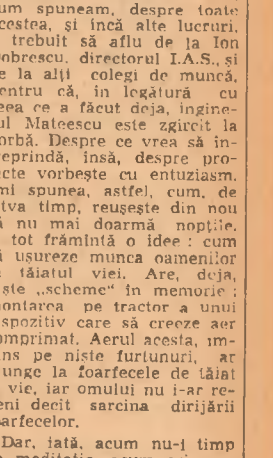 um spuneam, despre toate
cestea, și încă alte lucruri,
trebuit să aflu de la Ion
obrescu, directorul I.A.S., și
e la alți colegi de muncă,
entru că, în legătură cu
eea ce a făcut deja, ingine-
ul Mateescu este zgîrcit la
orbă. Despre ce vrea să în-
reprindă, însă, despre pro-
cte vorbește cu entuziasm.
mi spunea, astfel, cum, de
tva timp, reușește din nou
ă nu mai doarmă nopțile.
tot frămîntă o idee : cum
ă ușureze munca oamenilor
a tăiatul viei. Are, deja,
ște „scheme“ în memorie :
ontarea pe tractor a unui
spozitiv care să creeze aer
omprimat. Aerul acesta, îm-
ins pe niște furtunuri, ar
unge la foarfecele de tăiat
vie, iar omului nu i-ar re-
eni decît sarcina dirijării
arfecelor.
Dar, iată, acum nu-i timp